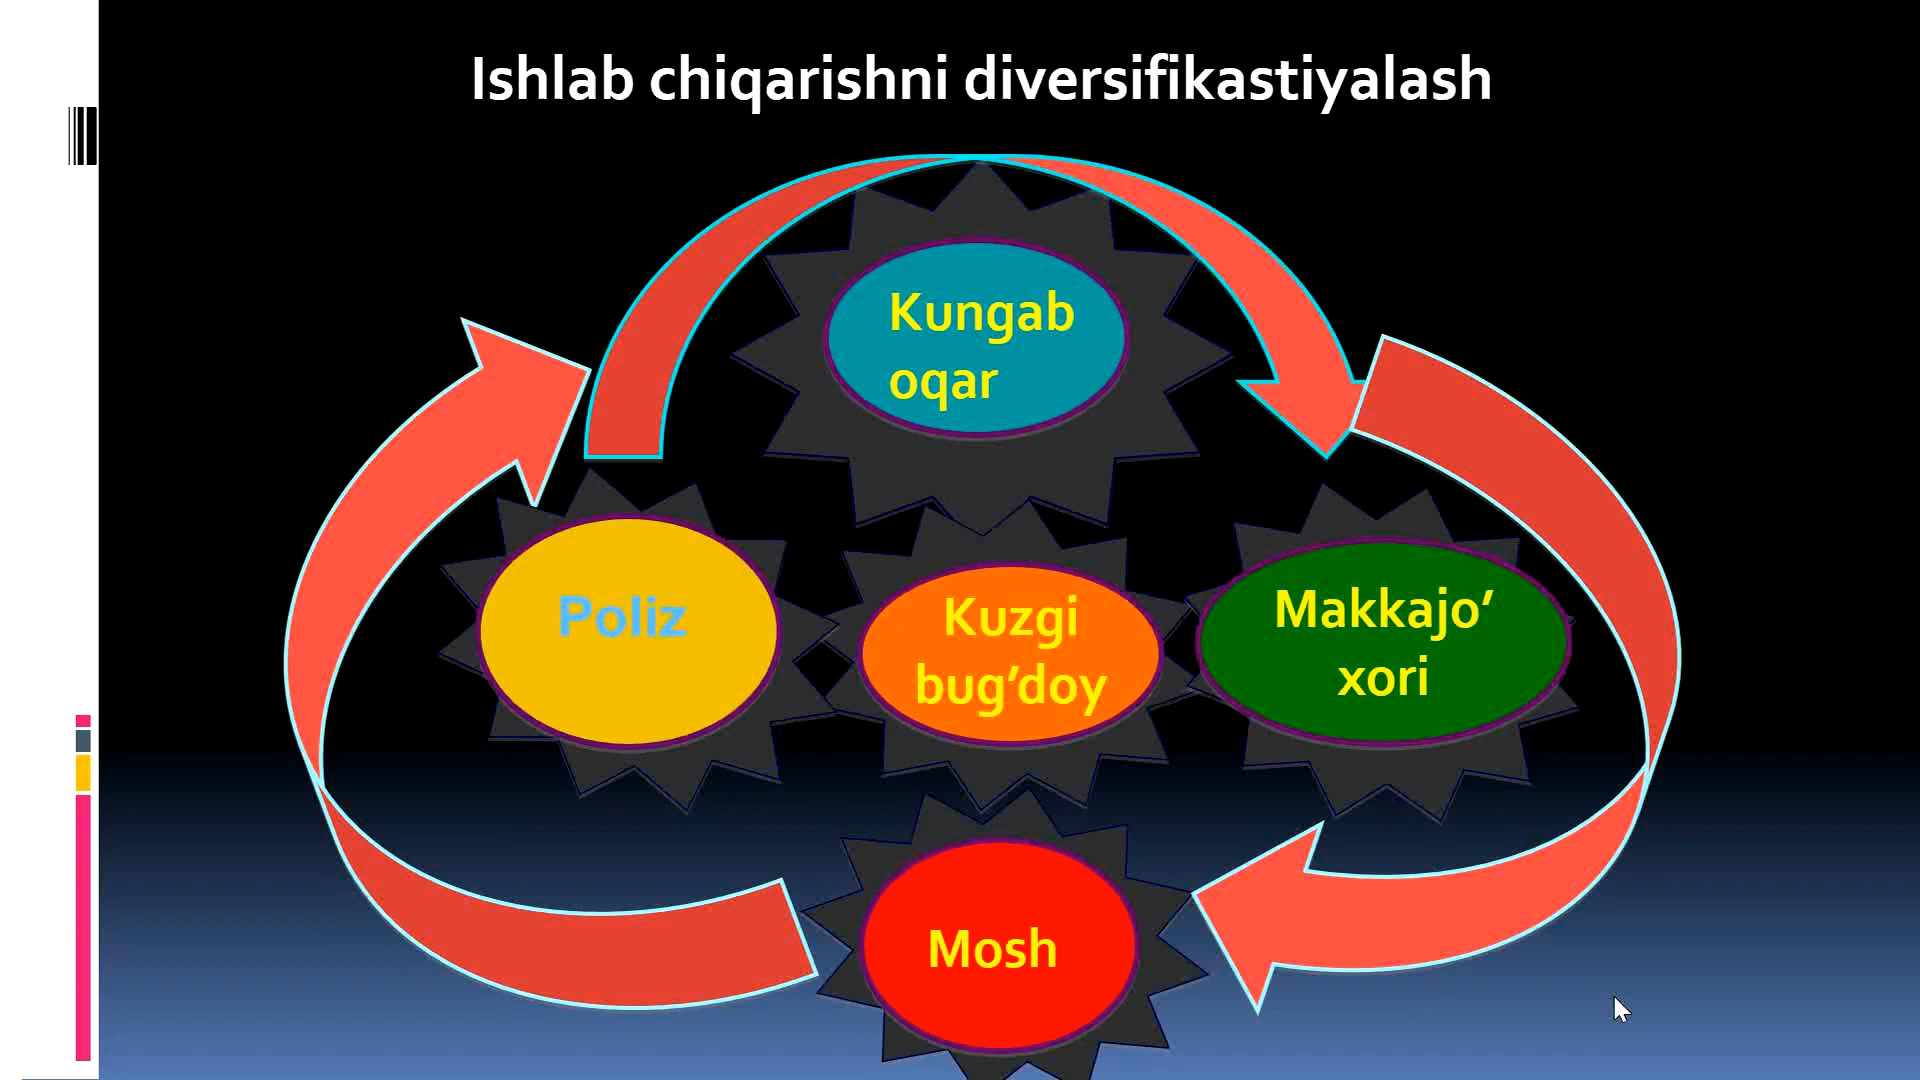 Ishlab chiqarishni diversifikastiyalash
Kungab
oqar
Poliz
Kuzgi
bug’doy
Makkajo’
xori
Mosh